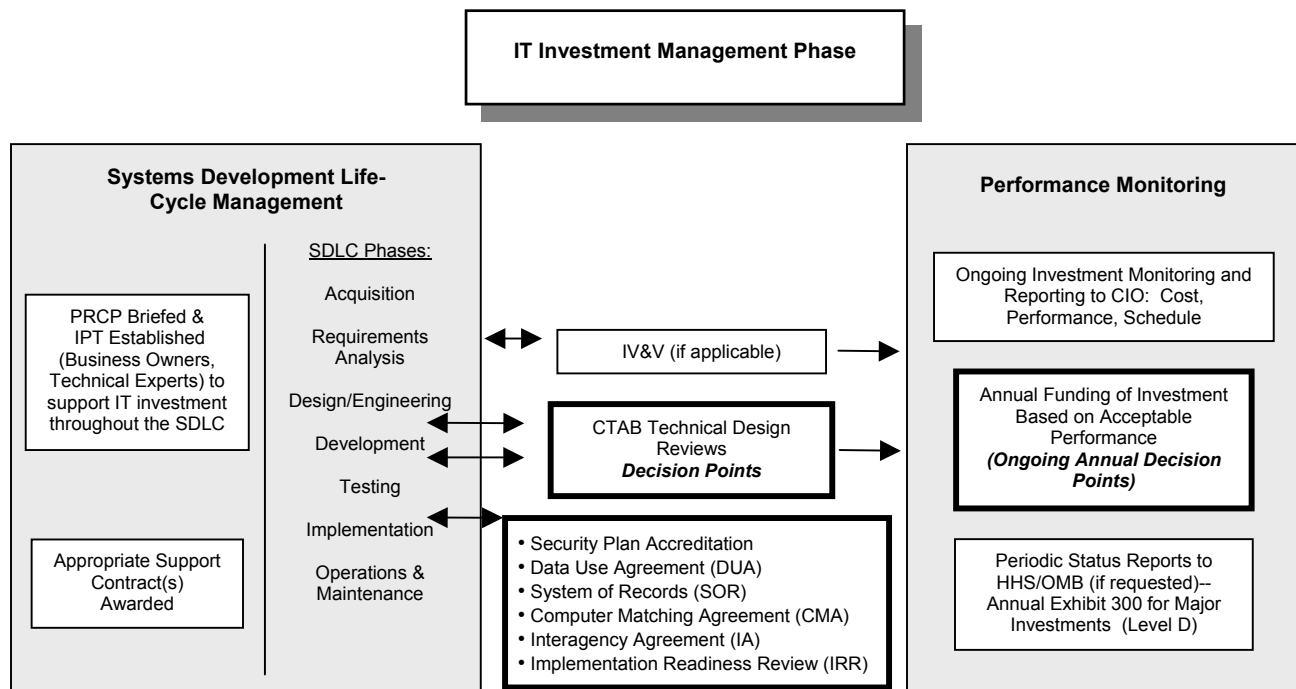 IT Investment Management Phase
Systems Development Life-
Cycle Management
PRCP Briefed &
IPT Established
(Business Owners,
Technical Experts) to
support IT investment
throughout the SDLC
Appropriate Support
Contract(s)
Awarded
SDLC Phases:
Acquisition
Requirements
Analysis
Design/Engineering
Development
Testing
Implementation
Operations &
Maintenance
IV&V (if applicable)
CTAB Technical Design
Reviews
Decision Points
• Security Plan Accreditation
• Data Use Agreement (DUA)
• System of Records (SOR)
• Computer Matching Agreement (CMA)
• Interagency Agreement (IA)
• Implementation Readiness Review (IRR)
Performance Monitoring
Ongoing Investment Monitoring and
Reporting to CIO: Cost,
Performance, Schedule
Annual Funding of Investment
Based on Acceptable
Performance
(Ongoing Annual Decision
Points)
Periodic Status Reports to
HHS/OMB (if requested)--
Annual Exhibit 300 for Major
Investments (Level D)